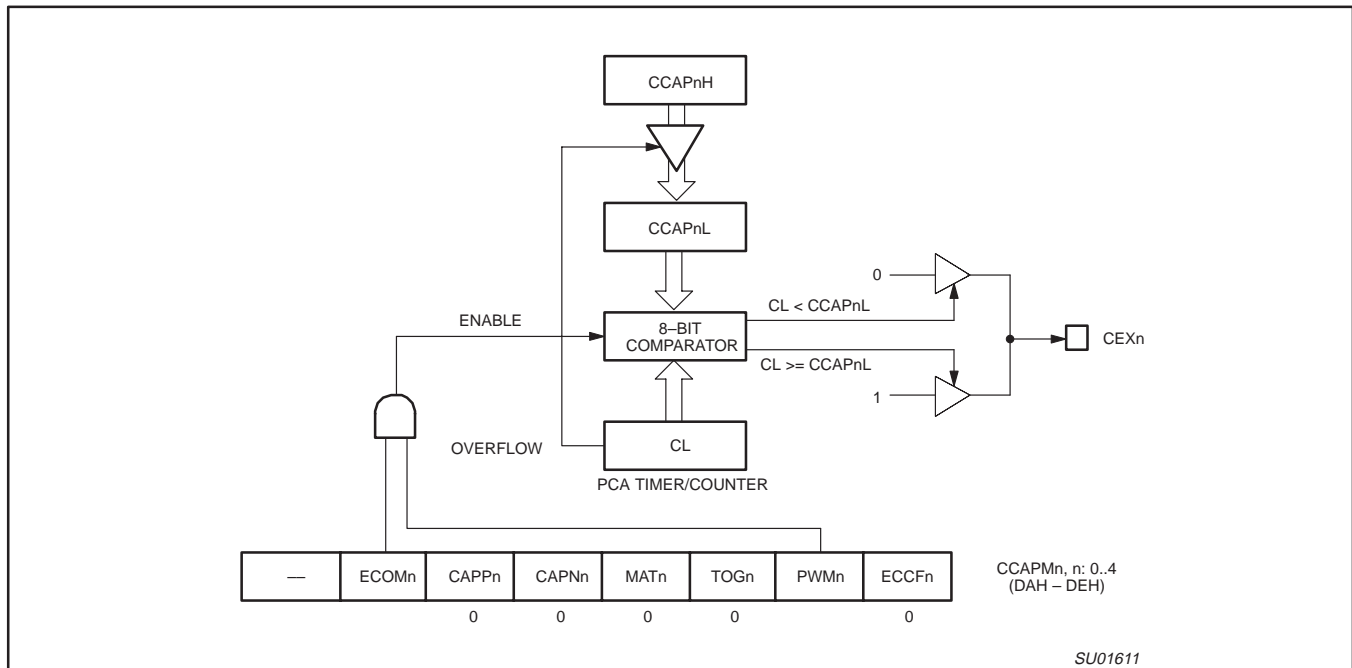 CCAPnH
CCAPnL
0
CL < CCAPnL
ENABLE
8–BIT
COMPARATOR
CEXn
CL >= CCAPnL
1
OVERFLOW
CL
PCA TIMER/COUNTER
— ECOMn CAPPn CAPNn MATn TOGn PWMn ECCFn
CCAPMn, n: 0..4
(DAH – DEH)
0 0 0 0 0
SU01611